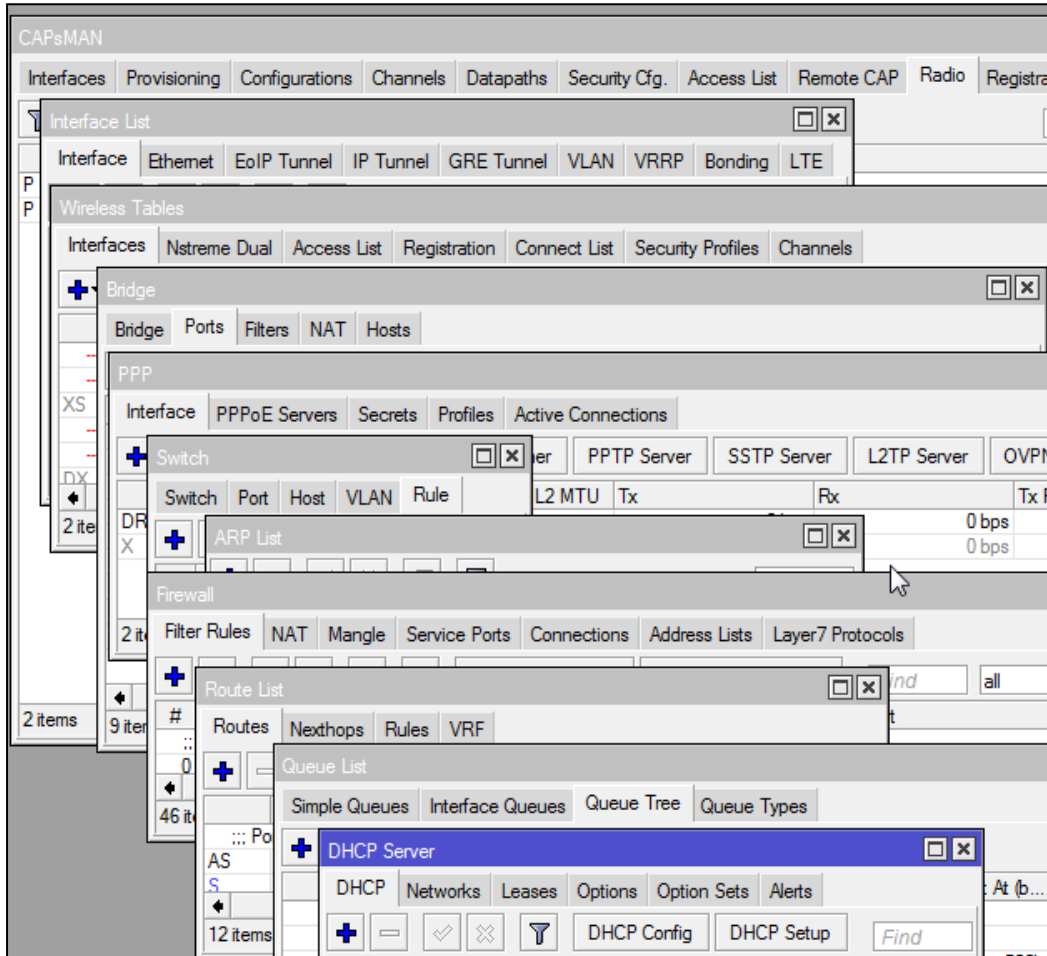 CAPsMAN
Interfaces Provisioning Configurations Channels Datapaths Security Cfg. Access List Remote CAP Radio Registra
Interface List
Interface Ethernet EoIP Tunnel IP Tunnel GRE Tunnel VLAN VRRP Bonding LTE
P
P
Wireless Tables
Interfaces Nstreme Dual Access List Registration Connect List Security Profiles Channels
Bridge
Bridge Ports Filters NAT Hosts
PPP
XS
Interface PPPoE Servers Secrets Profiles Active Connections
Switch
er PPTP Server SSTP Server L2TP Server OVPN
DX
Switch Port Host VLAN Rule
L2 MTU Tx Rx Tx P
2 ite
DR 0 bps
X 0 bps
ARP List
Firewall
2 it
Filter Rules NAT Mangle Service Ports Connections Address Lists Layer7 Protocols
Route List
ind all
2 items
9 iter
# t
Routes Nexthops Rules VRF
:: 
0
Queue List
46 it
Simple Queues Interface Queues Queue Tree Queue Types
::: Po
DHCP Server
AS
S
DHCP Networks Leases Options Option Sets Alerts
At (b...
12 items
DHCP Config DHCP Setup Find